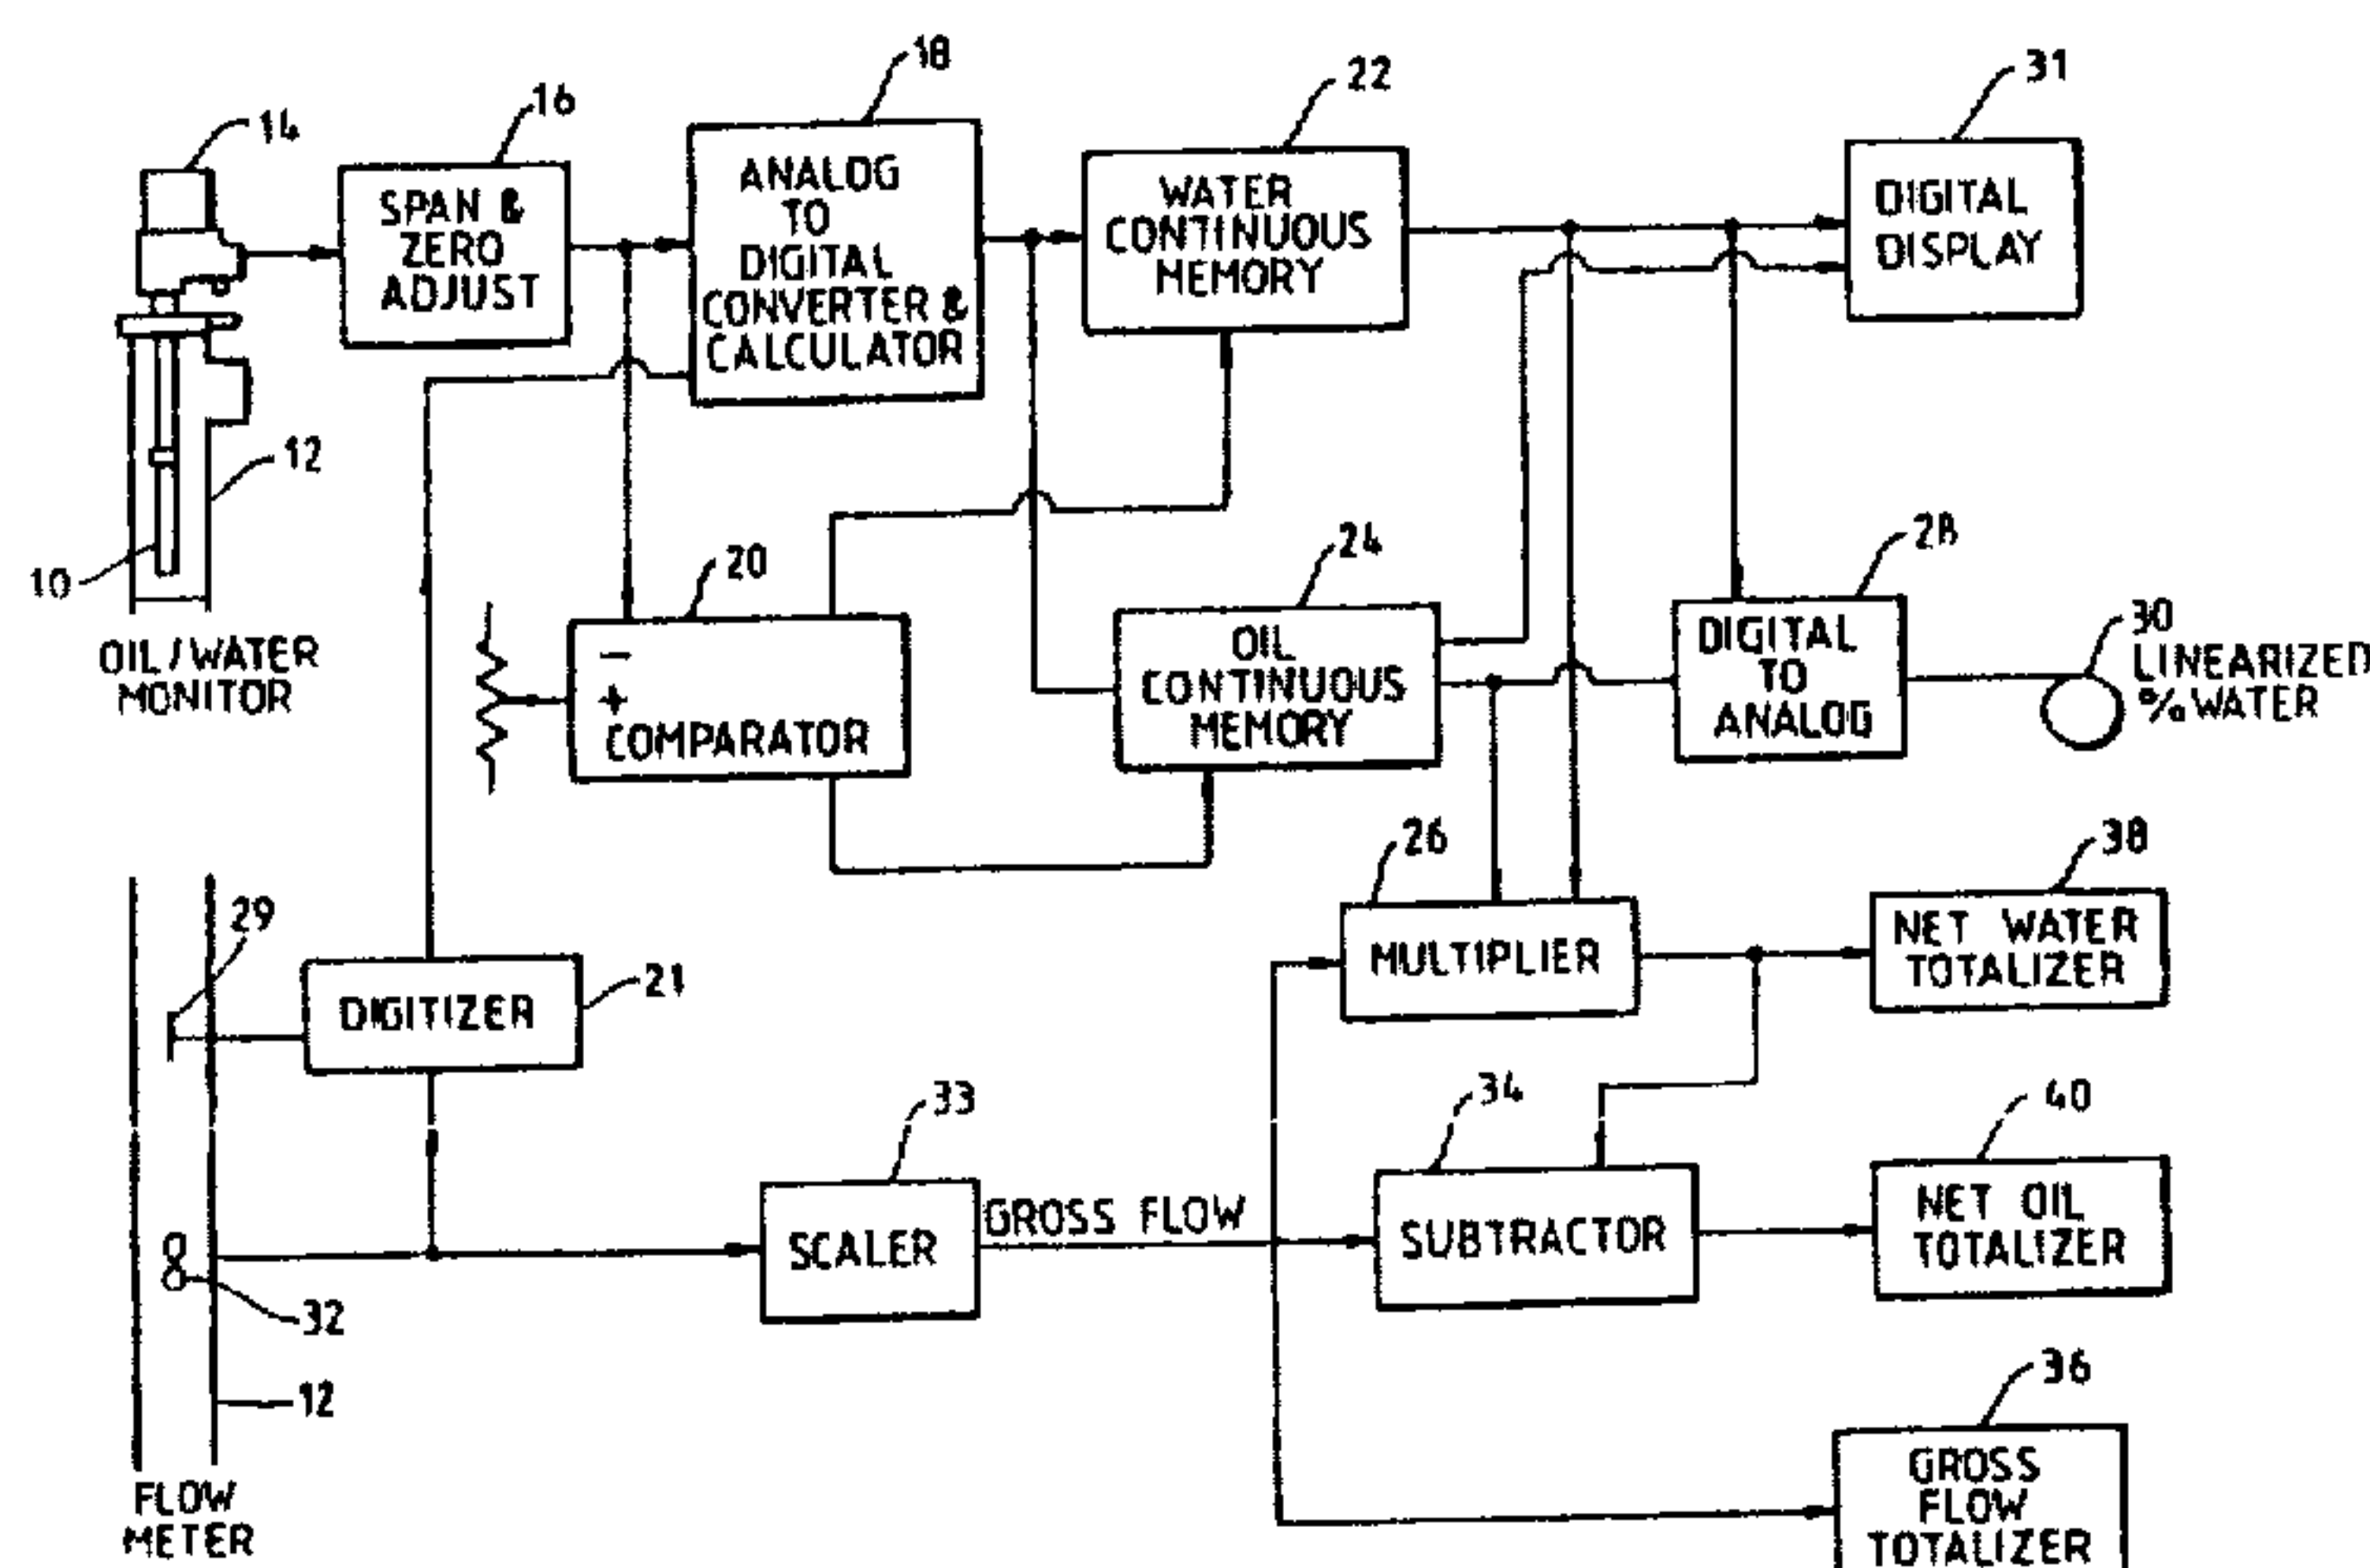 14
16
18
22
31
SPAN &
ZERO
ADJUST
ANALOG
TO
DIGITAL
CONVERTER &
CALCULATOR
WATER
CONTINUOUS
MEMORY
DIGITAL
DISPLAY
12
10
OIL/WATER
MONITOR
20
−
+
COMPARATOR
24
OIL
CONTINUOUS
MEMORY
28
DIGITAL
TO
ANALOG
30
LINEARIZED
% WATER
29
DIGITIZER
21
26
MULTIPLIER
38
NET WATER
TOTALIZER
33
SCALER
GROSS FLOW
34
SUBTRACTOR
40
NET OIL
TOTALIZER
32
12
FLOW
METER
36
GROSS
FLOW
TOTALIZER